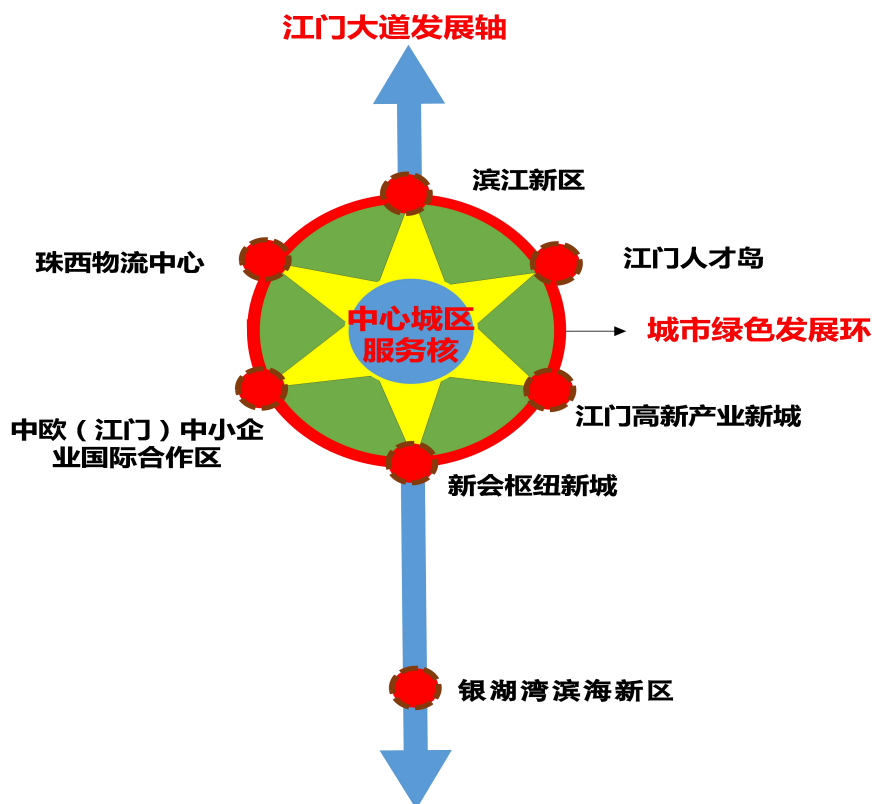 江门大道发展轴
滨江新区
珠西物流中心
江门人才岛
中心城区
服务核
城市绿色发展环
江门高新产业新城
中欧（江门）中小企
业国际合作区
新会枢纽新城
银湖湾滨海新区